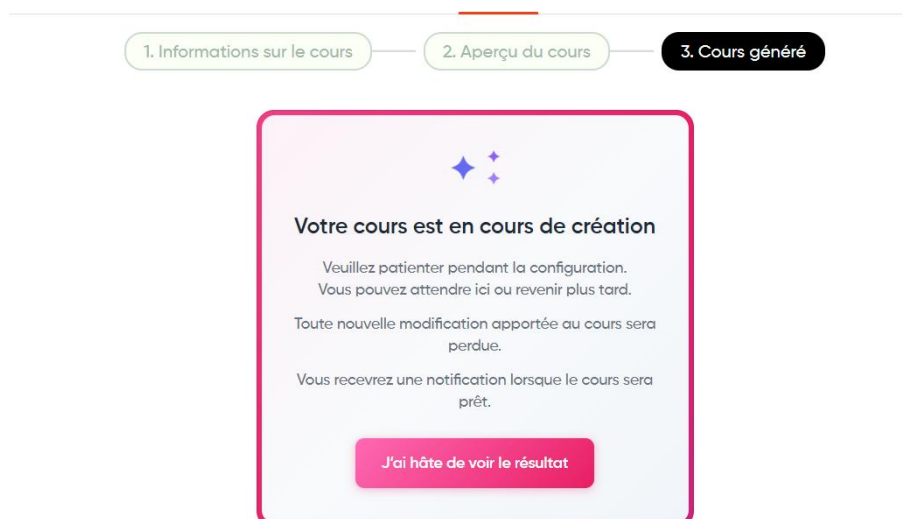 1. Informations sur le cours
2. Aperçu du cours
3. Cours généré
Votre cours est en cours de création
Veuillez patienter pendant la configuration.
Vous pouvez attendre ici ou revenir plus tard.
Toute nouvelle modification apportée au cours sera
perdue.
Vous recevrez une notification lorsque le cours sera
prêt.
J'ai hâte de voir le résultat